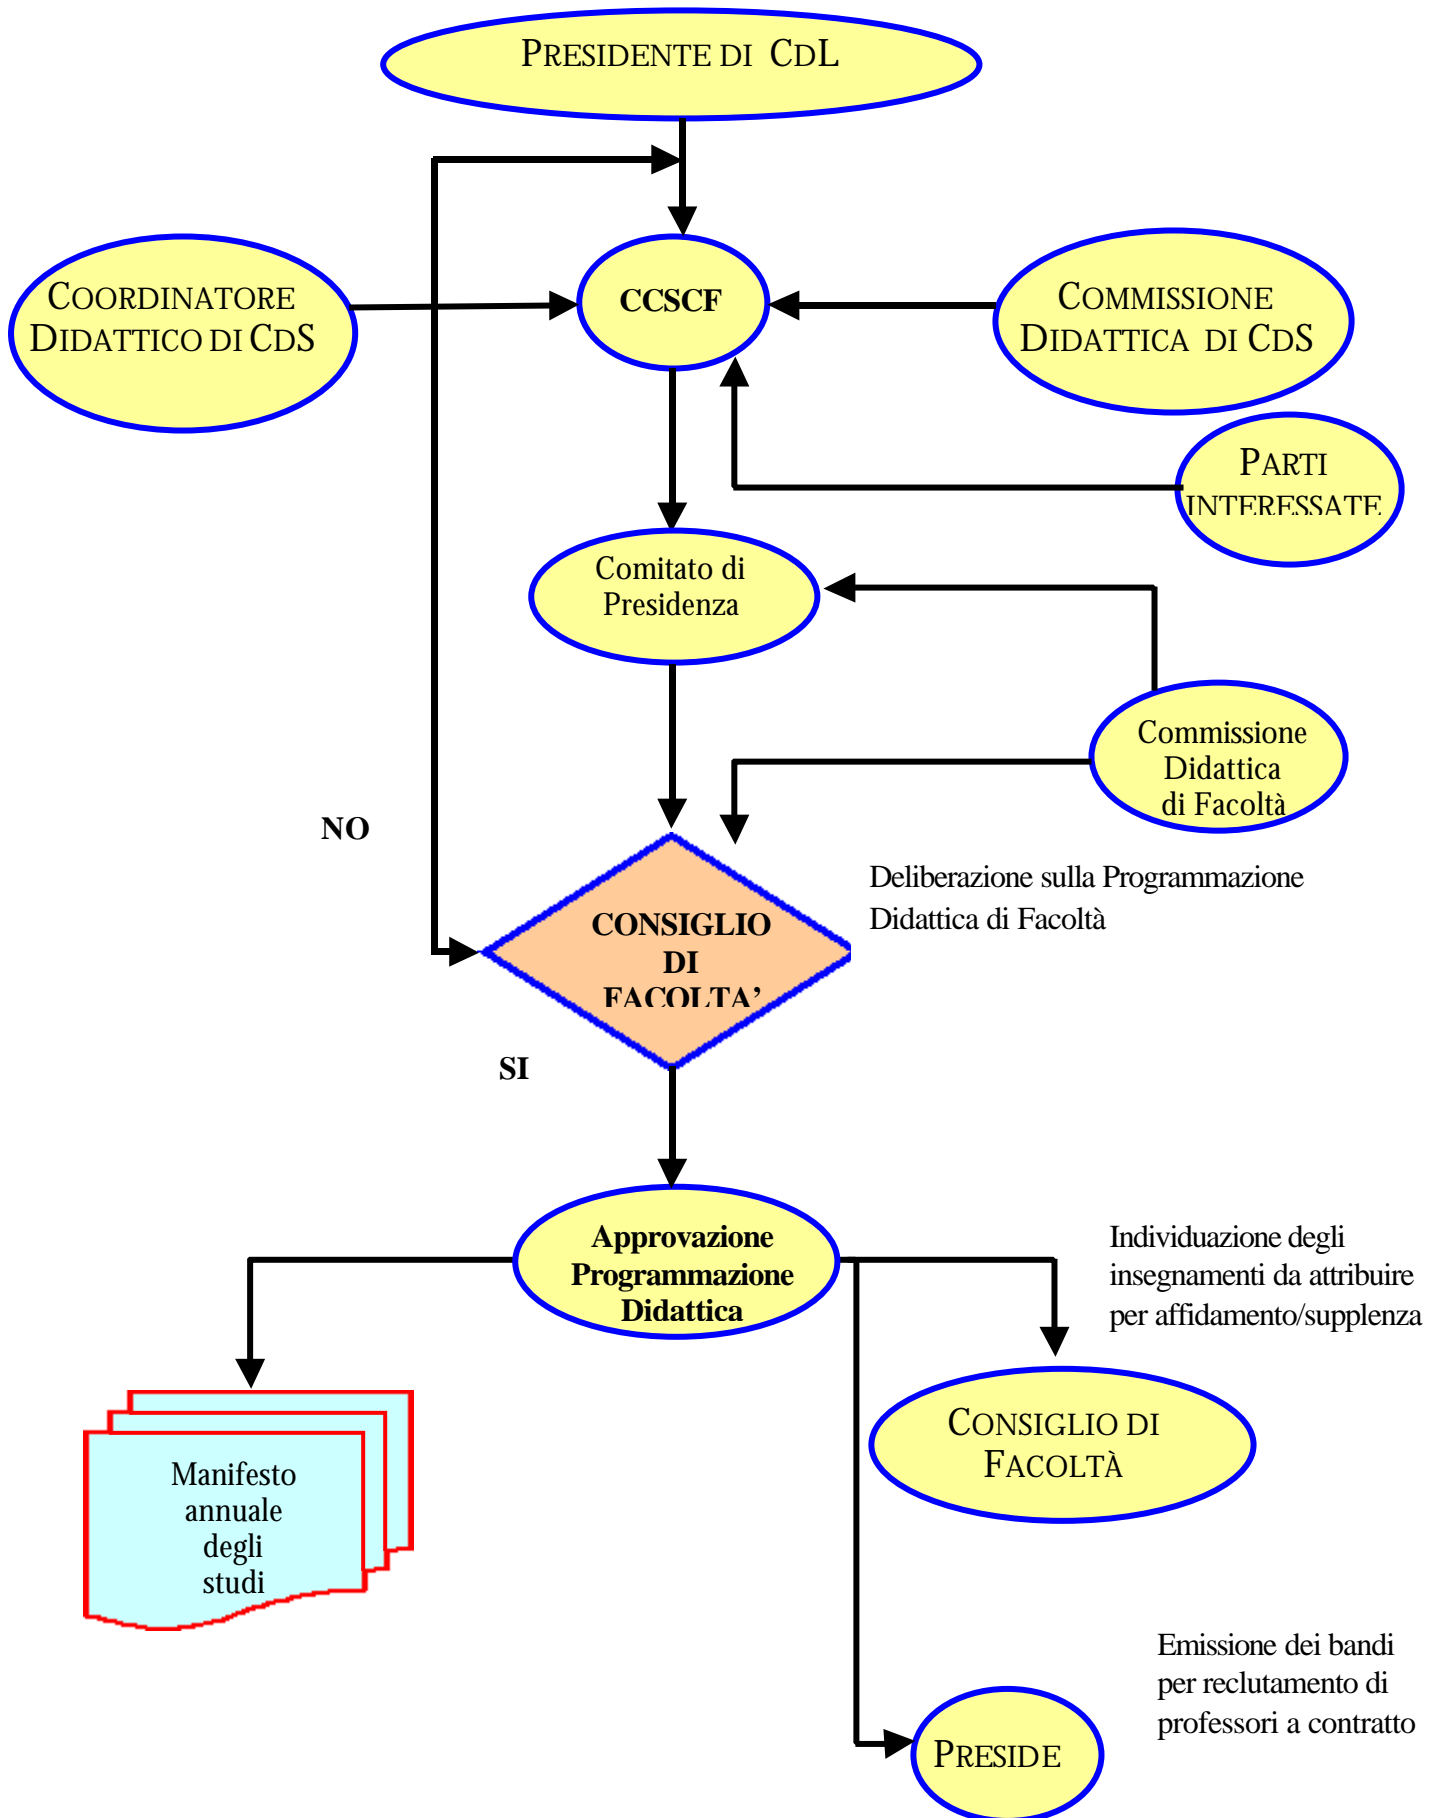 PRESIDENTE DI CDL
COORDINATORE
DIDATTICO DI CDS
CCSCF
COMMISSIONE
DIDATTICA DI CDS
PARTI
INTERESSATE
Comitato di
Presidenza
Commissione
Didattica
di Facoltà
NO
Deliberazione sulla Programmazione
Didattica di Facoltà
CONSIGLIO
DI
FACOLTA’
SI
Approvazione
Programmazione
Didattica
Individuazione degli
insegnamenti da attribuire
per affidamento/supplenza
CONSIGLIO DI
FACOLTÀ
Manifesto
annuale
degli
studi
Emissione dei bandi
per reclutamento di
professori a contratto
PRESIDE